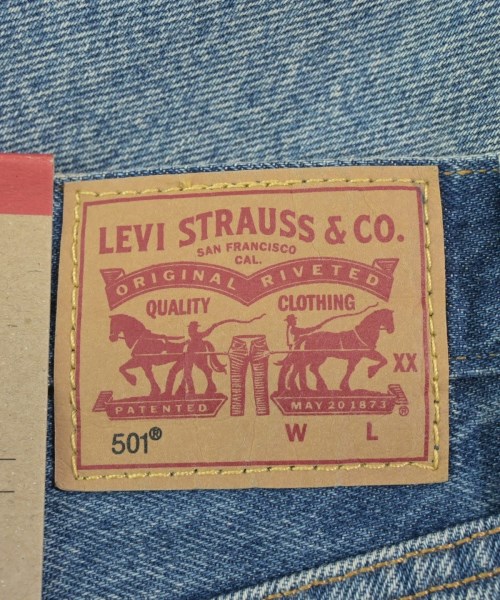 LEVI STRAUSS & CO.
SAN FRANCISCO
CAL.
ORIGINAL RIVETED
QUALITY CLOTHING
XX
PATENTED MAY 20 1873 ®
501® W L